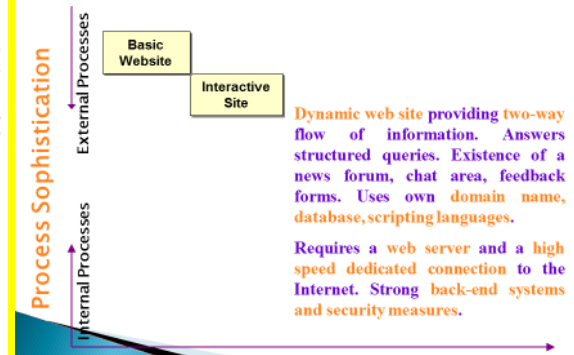 Process Sophistication
External Processes
Internal Processes
Basic
Website
Interactive
Site
Dynamic web site providing two-way
flow of information. Answers
structured queries. Existence of a
news forum, chat area, feedback
forms. Uses own domain name,
database, scripting languages.
Requires a web server and a high
speed dedicated connection to the
Internet. Strong back-end systems
and security measures.